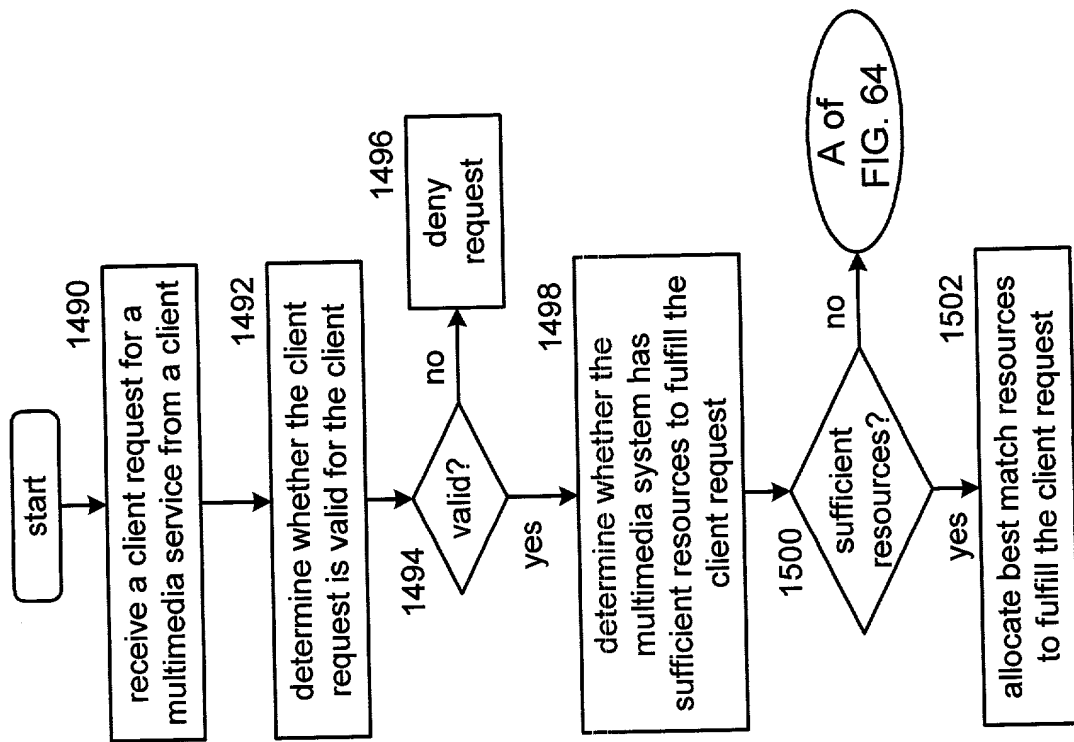 start
1490
receive a client request for a
multimedia service from a client
1492
determine whether the client
request is valid for the client
1494
valid?
no
1496
deny
request
yes
1498
determine whether the
multimedia system has
sufficient resources to fulfill the
client request
1500
sufficient
resources?
no
A of
FIG. 64
yes
1502
allocate best match resources
to fulfill the client request